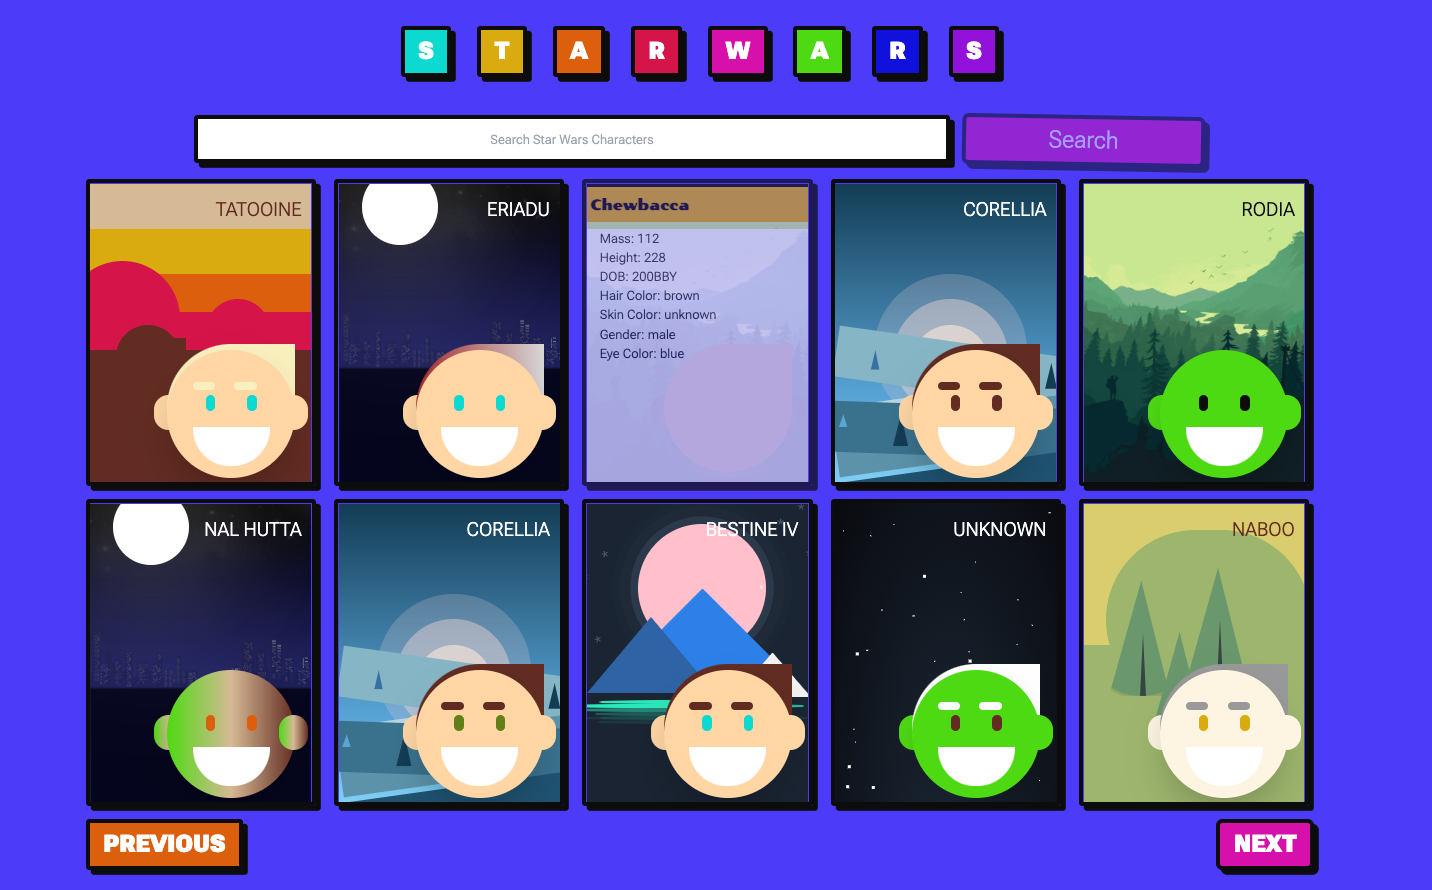 S T A R W A R S
Search Star Wars Characters
Search
TATOOINE
ERIADU
Chewbacca
Mass: 112
Height: 228
DOB: 200BBY
Hair Color: brown
Skin Color: unknown
Gender: male
Eye Color: blue
CORELLIA
RODIA
NAL HUTTA
CORELLIA
BESTINE IV
UNKNOWN
NABOO
PREVIOUS
NEXT